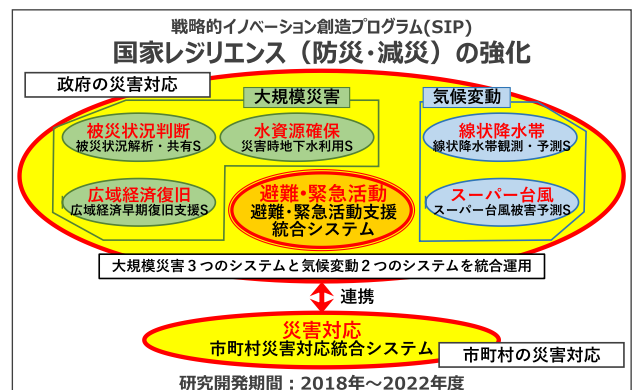 戦略的イノベーション創造プログラム(SIP)
国家レジリエンス（防災･減災）の強化
政府の災害対応
大規模災害
気候変動
被災状況判断
被災状況解析・共有S
水資源確保
災害時地下水利用S
線状降水帯
線状降水帯観測・予測S
広域経済復旧
広域経済早期復旧支援S
避難･緊急活動
避難･緊急活動支援
統合システム
スーパー台風
スーパー台風被害予測S
大規模災害３つのシステムと気候変動２つのシステムを統合運用
連携
災害対応
市町村災害対応統合システム
市町村の災害対応
研究開発期間：2018年～2022年度